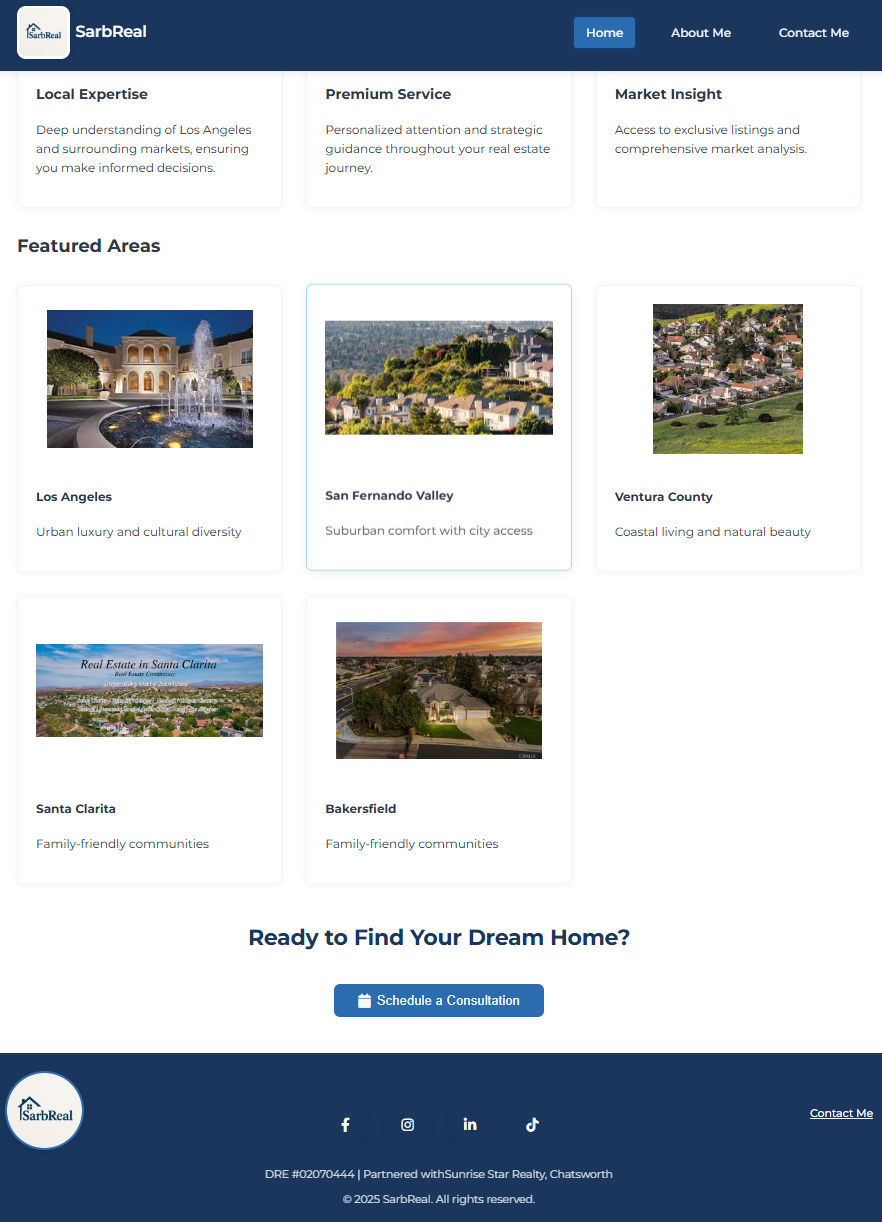 SarbReal
SarbReal
Home
About Me
Contact Me
Local Expertise
Premium Service
Market Insight
Deep understanding of Los Angeles
and surrounding markets, ensuring
you make informed decisions.
Personalized attention and strategic
guidance throughout your real estate
journey.
Access to exclusive listings and
comprehensive market analysis.
Featured Areas
Los Angeles
Urban luxury and cultural diversity
San Fernando Valley
Suburban comfort with city access
Ventura County
Coastal living and natural beauty
Real Estate in Santa Clarita
Real Estate Community
CRMLS
Santa Clarita
Family-friendly communities
Bakersfield
Family-friendly communities
Ready to Find Your Dream Home?
Schedule a Consultation
SarbReal
Contact Me
DRE #02070444 | Partnered withSunrise Star Realty, Chatsworth
© 2025 SarbReal. All rights reserved.